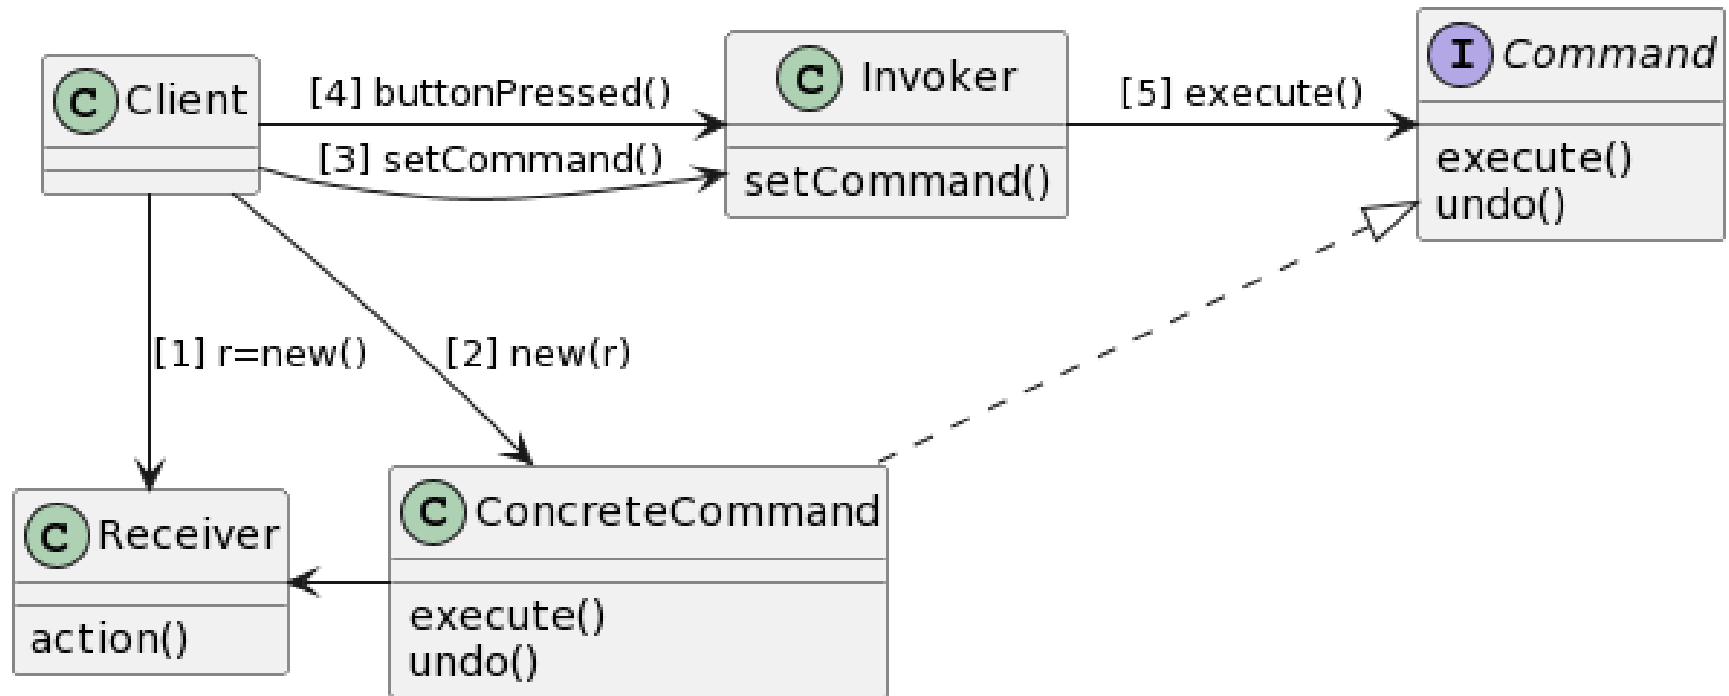 C Client
[4] buttonPressed()
[3] setCommand()
C Invoker
setCommand()
[5] execute()
I Command
execute()
undo()
[1] r=new()
[2] new(r)
C Receiver
action()
C ConcreteCommand
execute()
undo()